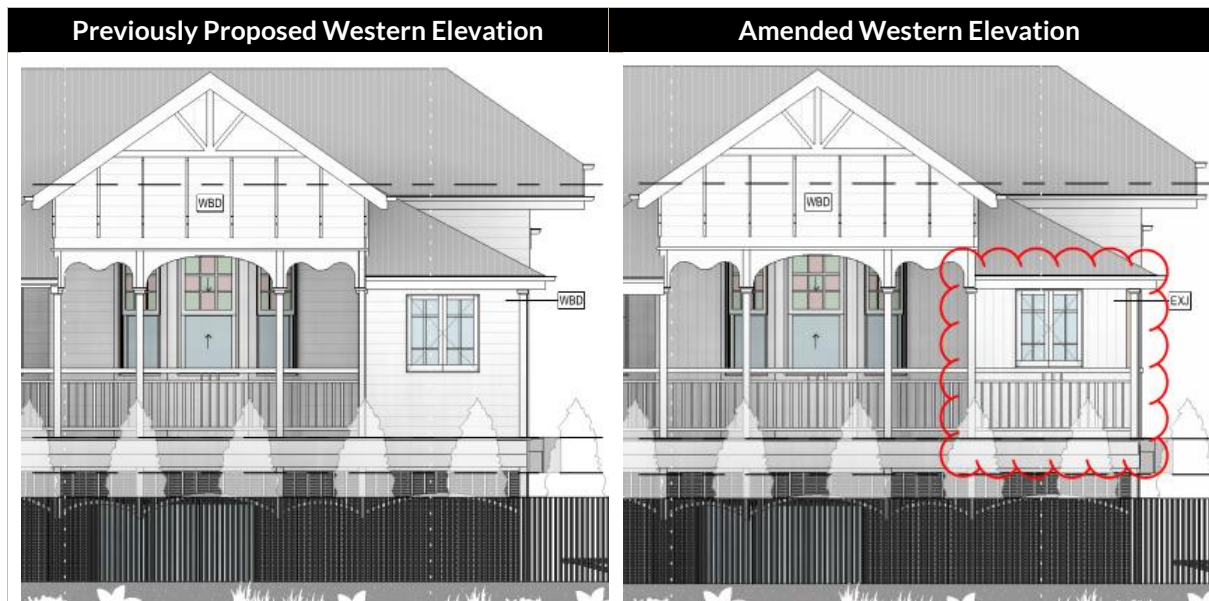 Previously Proposed Western Elevation
Amended Western Elevation
WBD
WBD
WBD
EXJ